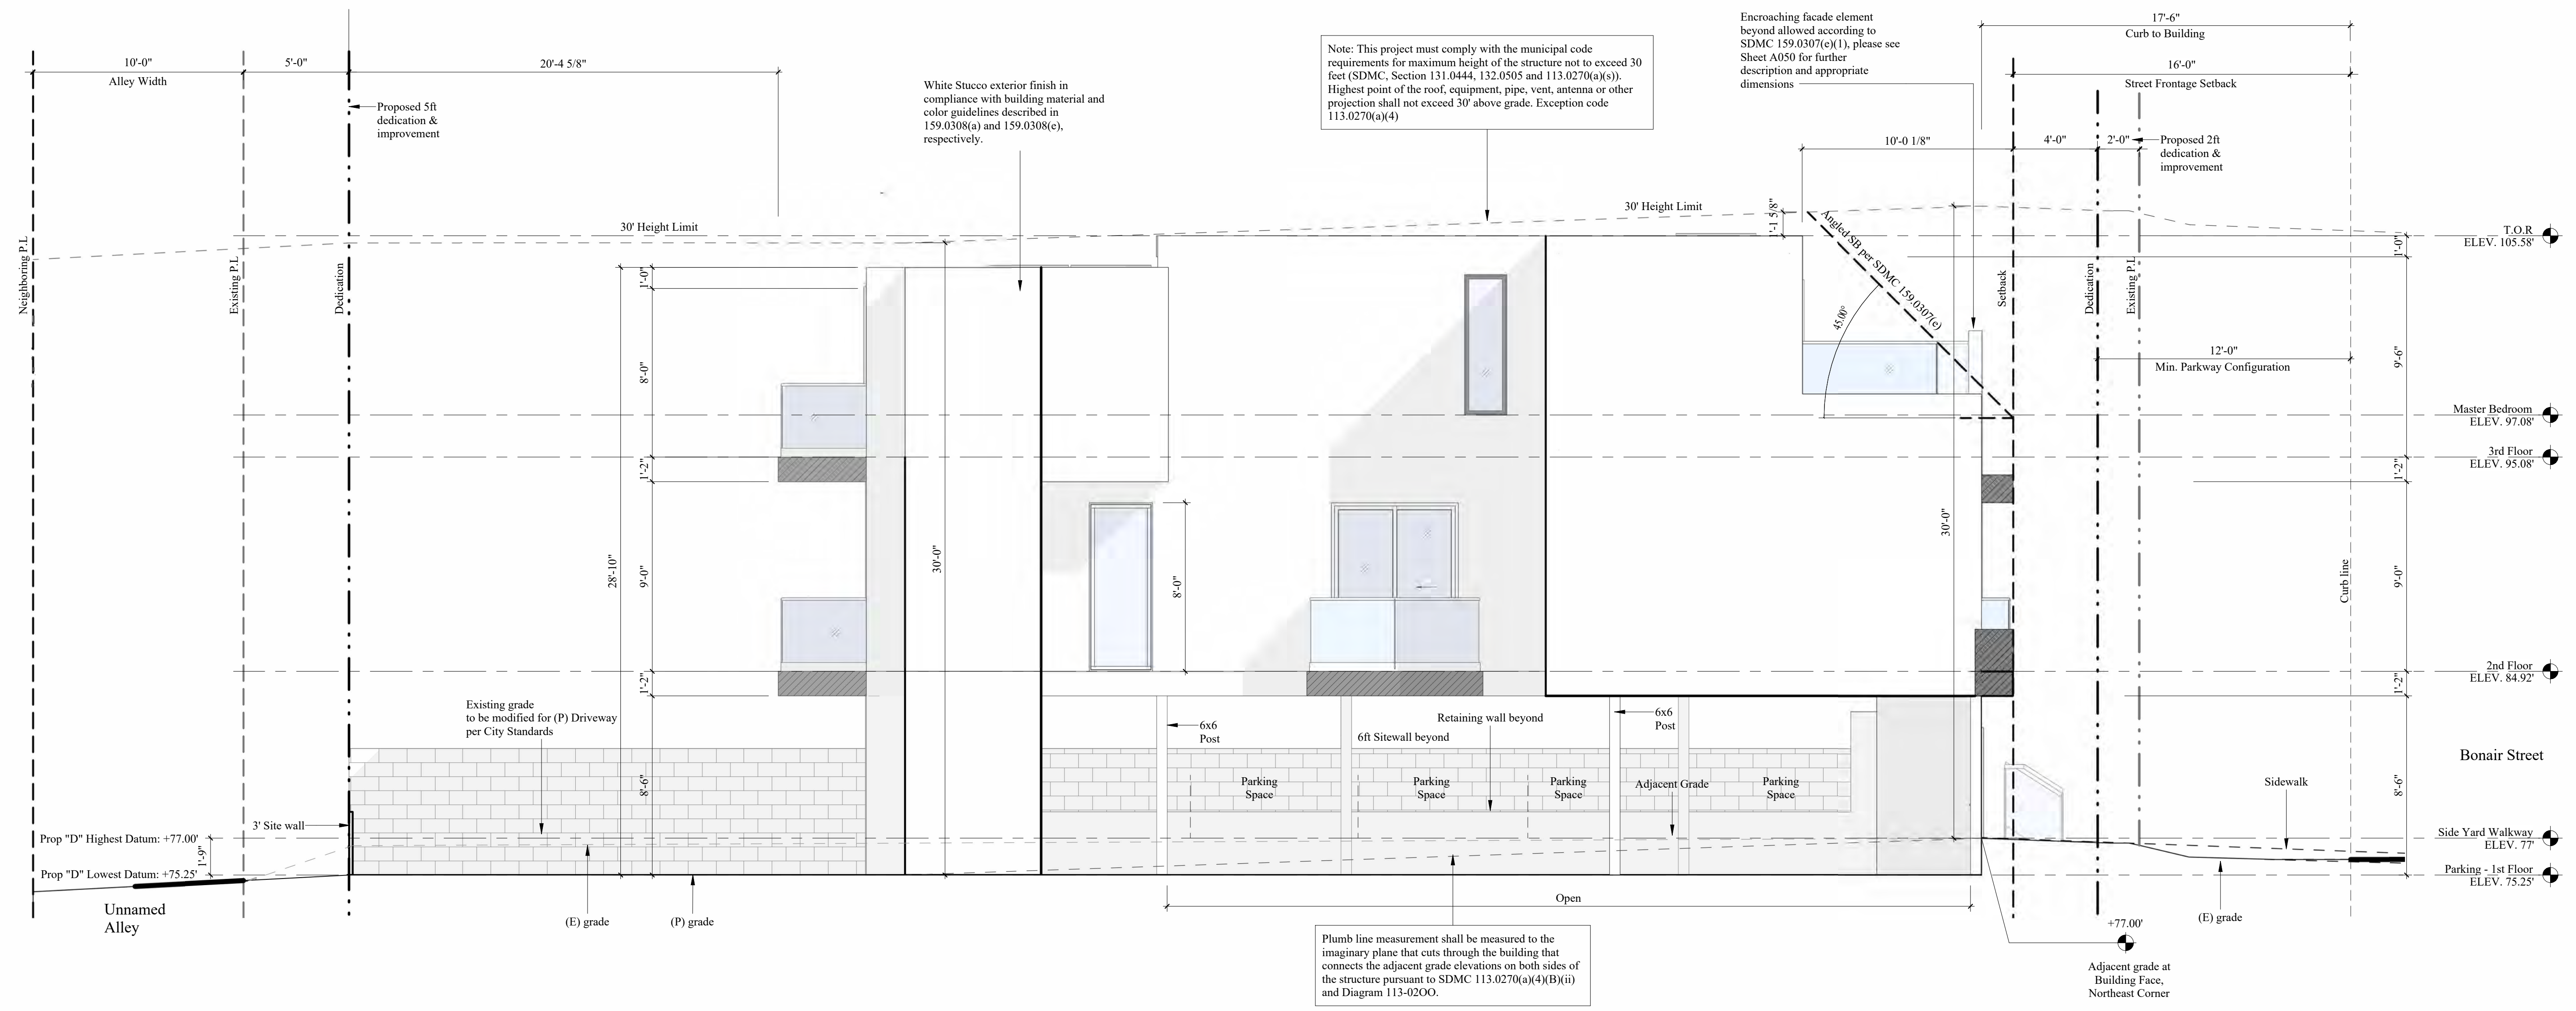 10'-0"
Alley Width
5'-0"
20'-4 5/8"
Proposed 5ft
dedication &
improvement
White Stucco exterior finish in
compliance with building material and
color guidelines described in
159.0308(a) and 159.0308(e),
respectively.
Note: This project must comply with the municipal code
requirements for maximum height of the structure not to exceed 30
feet (SDMC, Section 131.0444, 132.0505 and 113.0270(a)(s)).
Highest point of the roof, equipment, pipe, vent, antenna or other
projection shall not exceed 30' above grade. Exception code
113.0270(a)(4)
Encroaching facade element
beyond allowed according to
SDMC 159.0307(e)(1), please see
Sheet A050 for further
description and appropriate
dimensions
17'-6"
Curb to Building
16'-0"
Street Frontage Setback
10'-0 1/8"
4'-0"
2'-0"
Proposed 2ft
dedication &
improvement
30' Height Limit
30' Height Limit
1'-1 5/8"
Angled SB per SDMC 159.0307(e)
45.00°
Neighboring P.L
Existing P.L
Dedication
Setback
Dedication
Existing P.L
T.O.R
ELEV. 105.58'
1'-0"
1'-0"
8'-0"
9'-6"
12'-0"
Min. Parkway Configuration
Master Bedroom
ELEV. 97.08'
3rd Floor
ELEV. 95.08'
1'-2"
1'-2"
28'-10"
9'-0"
30'-0"
8'-0"
30'-0"
Curb line
9'-0"
2nd Floor
ELEV. 84.92'
1'-2"
1'-2"
Existing grade
to be modified for (P) Driveway
per City Standards
6x6
Post
Retaining wall beyond
6ft Sitewall beyond
6x6
Post
Bonair Street
8'-6"
Parking
Space
Parking
Space
Parking
Space
Adjacent Grade
Parking
Space
Sidewalk
8'-6"
3' Site wall
Prop "D" Highest Datum: +77.00'
1'-9"
Prop "D" Lowest Datum: +75.25'
Side Yard Walkway
ELEV. 77'
Parking - 1st Floor
ELEV. 75.25'
Unnamed
Alley
(E) grade
(P) grade
Open
(E) grade
+77.00'
Plumb line measurement shall be measured to the
imaginary plane that cuts through the building that
connects the adjacent grade elevations on both sides of
the structure pursuant to SDMC 113.0270(a)(4)(B)(ii)
and Diagram 113-02OO.
Adjacent grade at
Building Face,
Northeast Corner